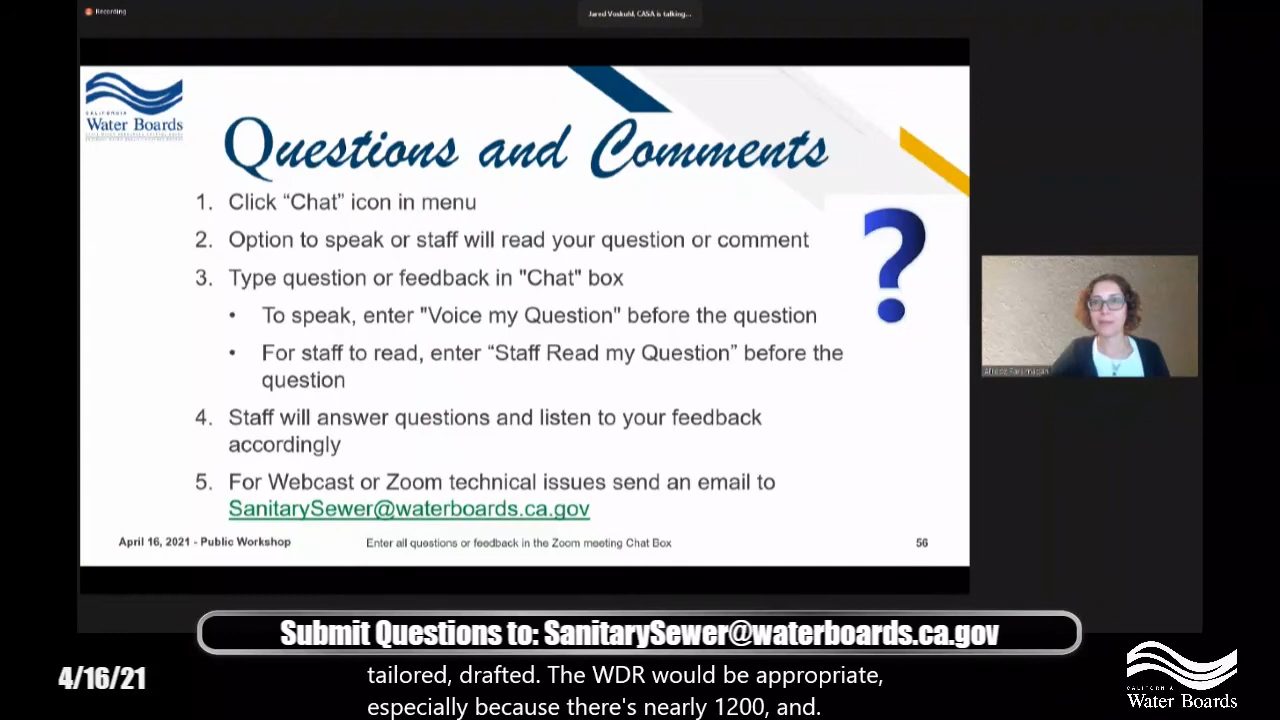 Recording
Jared Voskuhl, CASA is talking...
CALIFORNIA
Water Boards
Questions and Comments
1. Click “Chat” icon in menu
2. Option to speak or staff will read your question or comment
3. Type question or feedback in "Chat" box
• To speak, enter "Voice my Question" before the question
• For staff to read, enter “Staff Read my Question” before the
question
4. Staff will answer questions and listen to your feedback
accordingly
5. For Webcast or Zoom technical issues send an email to
SanitarySewer@waterboards.ca.gov
?
April 16, 2021 - Public Workshop
Enter all questions or feedback in the Zoom meeting Chat Box
56
Submit Questions to: SanitarySewer@waterboards.ca.gov
4/16/21
tailored, drafted. The WDR would be appropriate,
especially because there's nearly 1200, and.
CALIFORNIA
Water Boards